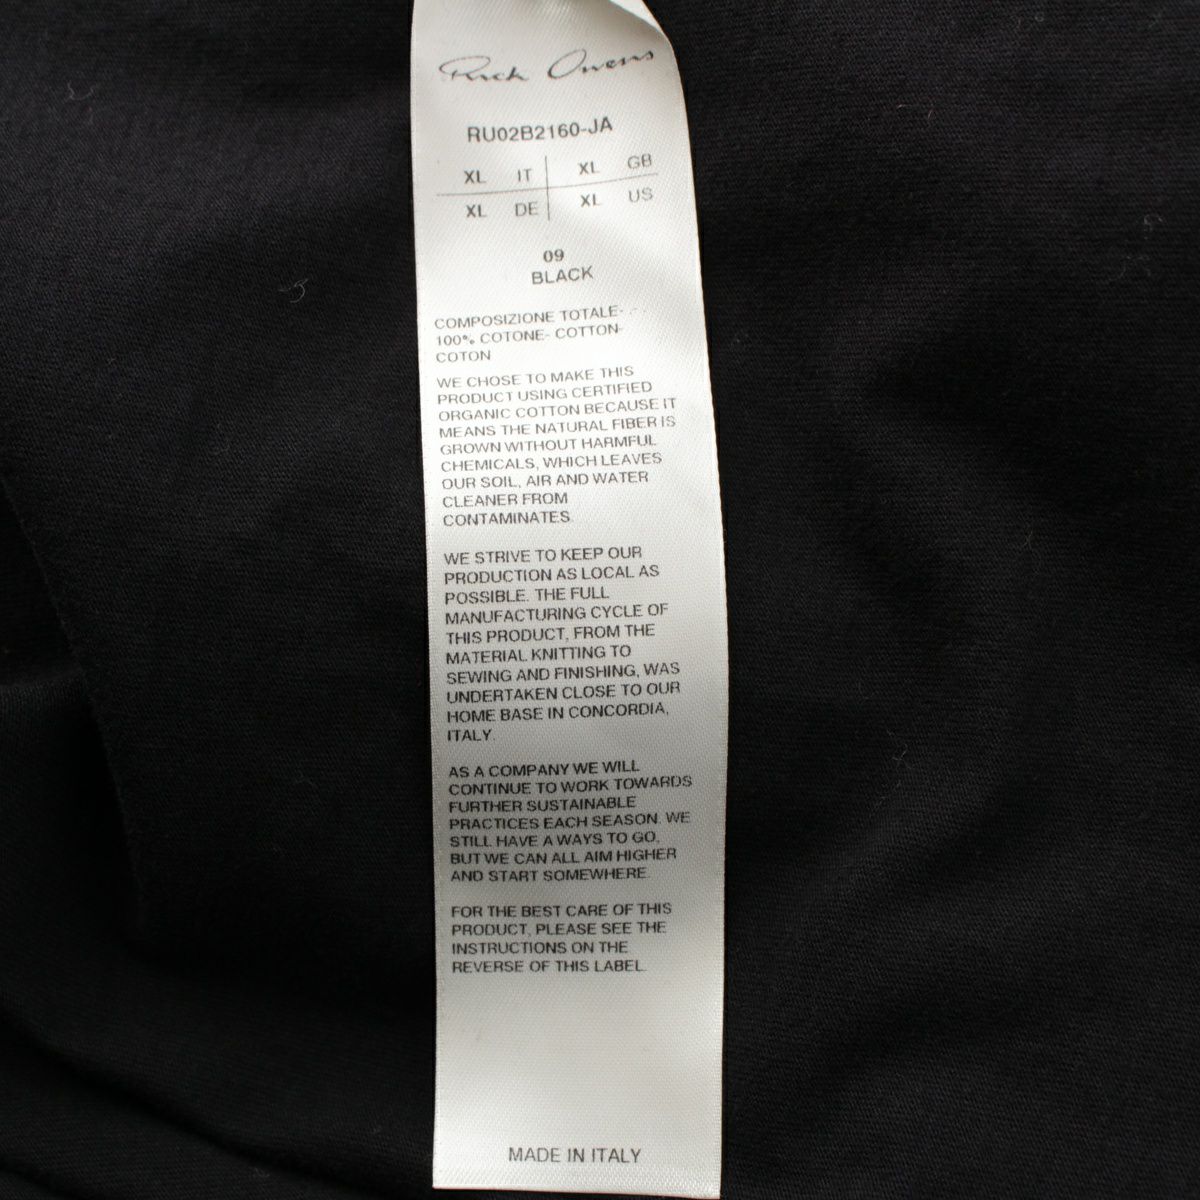 Rick Owens
RU02B2160-JA
XL IT XL GB
XL DE XL US
09
BLACK
COMPOSIZIONE TOTALE-
100% COTONE- COTTON-
COTON
WE CHOSE TO MAKE THIS
PRODUCT USING CERTIFIED
ORGANIC COTTON BECAUSE IT
MEANS THE NATURAL FIBER IS
GROWN WITHOUT HARMFUL
CHEMICALS, WHICH LEAVES
OUR SOIL, AIR AND WATER
CLEANER FROM
CONTAMINATES.
WE STRIVE TO KEEP OUR
PRODUCTION AS LOCAL AS
POSSIBLE. THE FULL
MANUFACTURING CYCLE OF
THIS PRODUCT, FROM THE
MATERIAL KNITTING TO
SEWING AND FINISHING, WAS
UNDERTAKEN CLOSE TO OUR
HOME BASE IN CONCORDIA,
ITALY.
AS A COMPANY WE WILL
CONTINUE TO WORK TOWARDS
FURTHER SUSTAINABLE
PRACTICES EACH SEASON. WE
STILL HAVE A WAYS TO GO,
BUT WE CAN ALL AIM HIGHER
AND START SOMEWHERE.
FOR THE BEST CARE OF THIS
PRODUCT, PLEASE SEE THE
INSTRUCTIONS ON THE
REVERSE OF THIS LABEL.
MADE IN ITALY